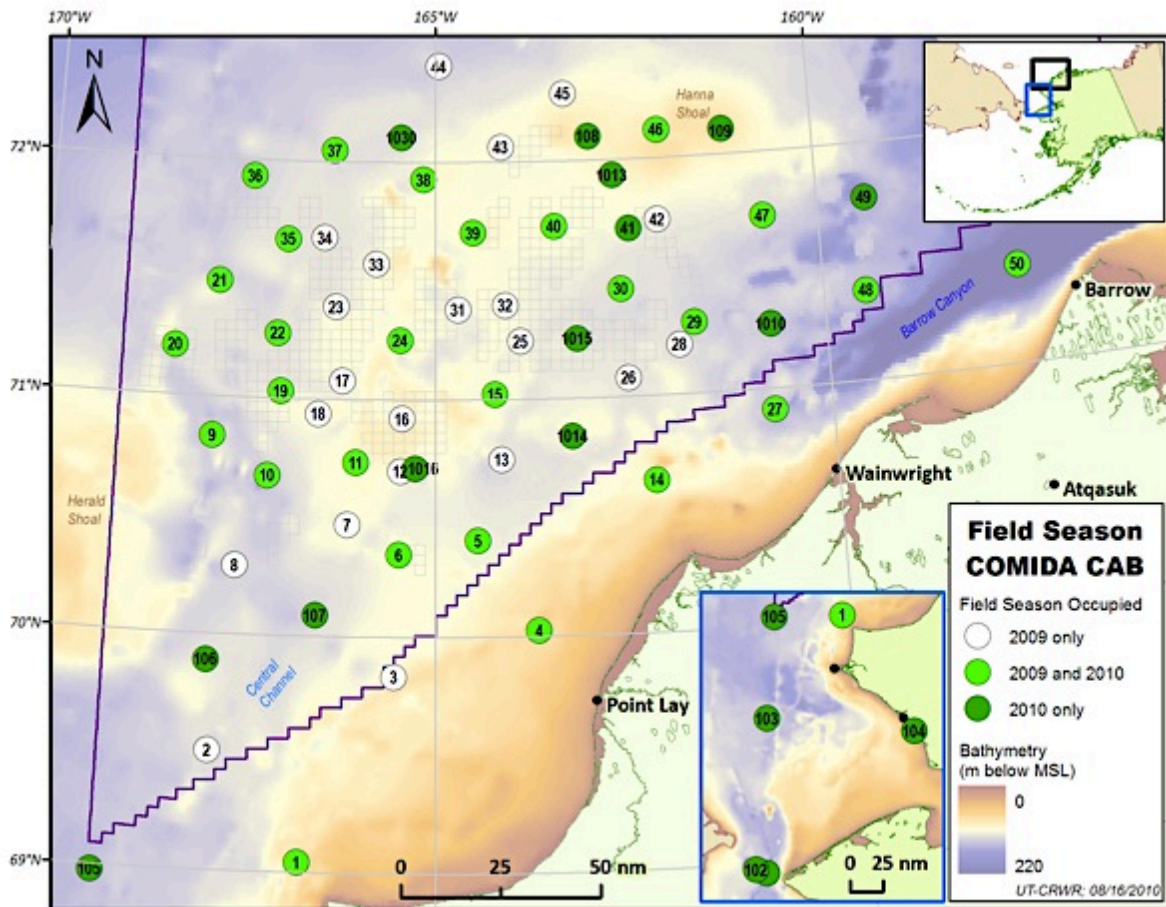 170°W
165°W
160°W
N
44
45
Hanna
Shoal
72°N
37
1030
43
108
46
109
36
38
1013
49
35
34
39
40
41
42
47
33
21
30
50
48
Barrow
23
31
32
Barrow Canyon
22
24
25
1015
29
28
1010
20
71°N
19
17
26
18
16
15
27
9
1014
10
11
12
1016
13
14
Wainwright
Atqasuk
Herald
Shoal
7
6
5
8
70°N
107
4
106
Central
Channel
3
Point Lay
2
69°N
105
1
0
25
50 nm
105
1
103
104
102
0
25 nm
Field Season
COMIDA CAB
Field Season Occupied
2009 only
2009 and 2010
2010 only
Bathymetry
(m below MSL)
0
220
UT-CRWR; 08/16/2010